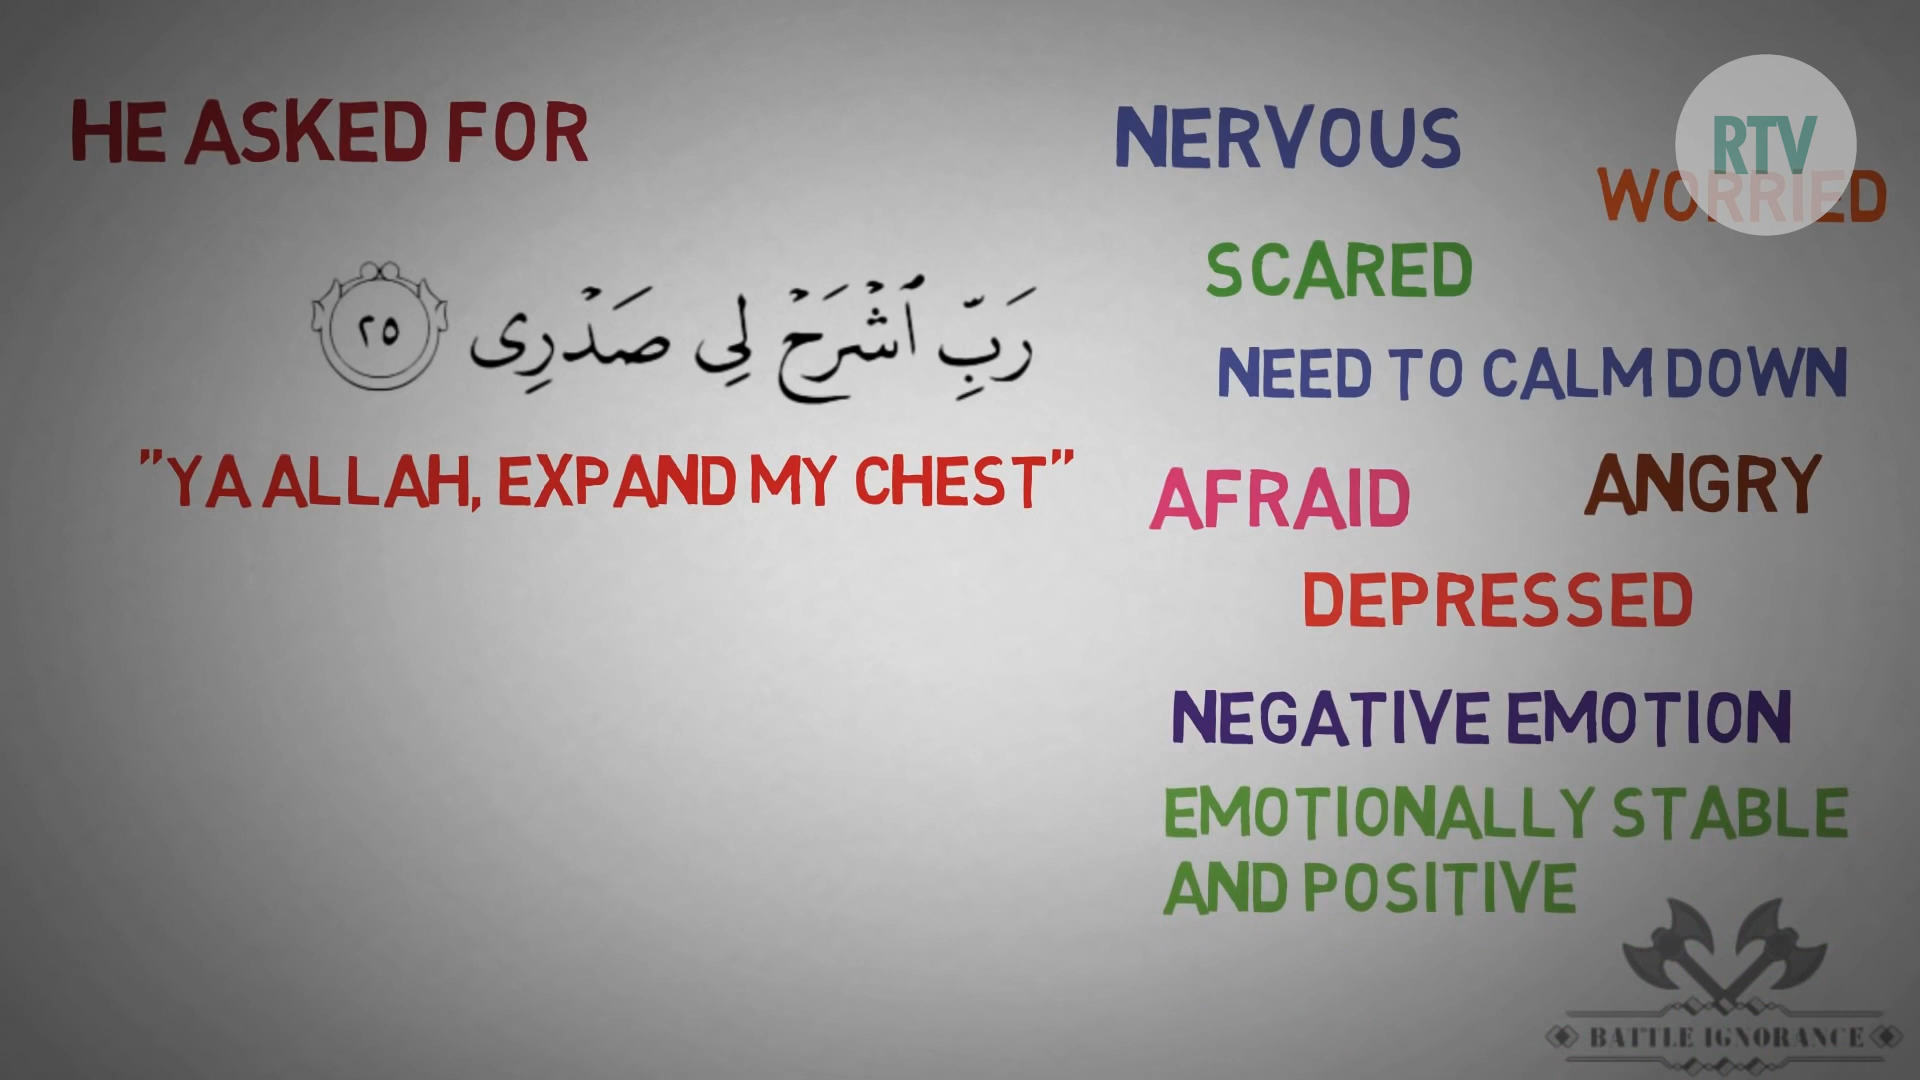 HE ASKED FOR
رَبِّ ٱشْرَحْ لِى صَدْرِى ٢٥
"YA ALLAH, EXPAND MY CHEST"
NERVOUS
RTV
WORRIED
SCARED
NEED TO CALM DOWN
AFRAID
ANGRY
DEPRESSED
NEGATIVE EMOTION
EMOTIONALLY STABLE
AND POSITIVE
BATTLE IGNORANCE